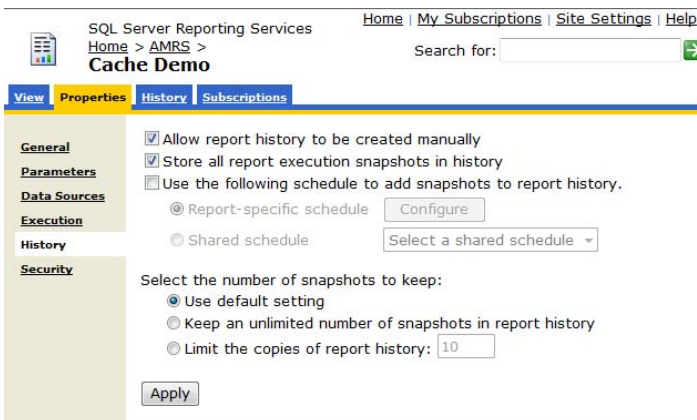 Home | My Subscriptions | Site Settings | Help
SQL Server Reporting Services
Home > AMRS >
Search for:
Cache Demo
View Properties History Subscriptions
General
Parameters
Data Sources
Execution
History
Security
Allow report history to be created manually
Store all report execution snapshots in history
Use the following schedule to add snapshots to report history.
Report-specific schedule Configure
Shared schedule Select a shared schedule
Select the number of snapshots to keep:
Use default setting
Keep an unlimited number of snapshots in report history
Limit the copies of report history: 10
Apply